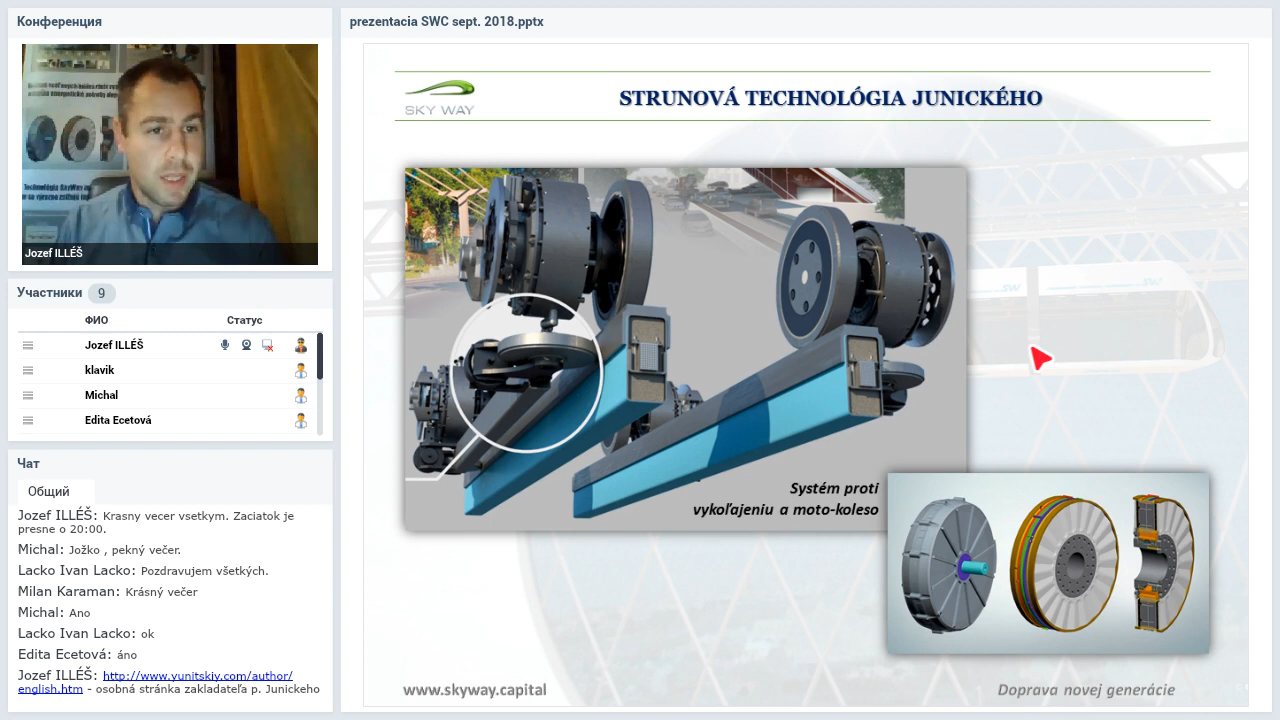 Конференция
Jozef ILLÉŠ
Участники 9
ФИО Статус
Jozef ILLÉŠ
klavik
Michal
Edita Ecetová
Чат
Общий
Jozef ILLÉŠ: Krasny vecer vsetkym. Zaciatok je
presne o 20:00.
Michal: Jožko , pekný večer.
Lacko Ivan Lacko: Pozdravujem všetkých.
Milan Karaman: Krásný večer
Michal: Ano
Lacko Ivan Lacko: ok
Edita Ecetová: áno
Jozef ILLÉŠ: http://www.yunitskiy.com/author/
english.htm - osobná stránka zakladateľa p. Junickeho
prezentacia SWC sept. 2018.pptx
SKY WAY
STRUNOVÁ TECHNOLÓGIA JUNICKÉHO
SW
SW
Systém proti
vykoľajeniu a moto-koleso
www.skyway.capital
Doprava novej generácie